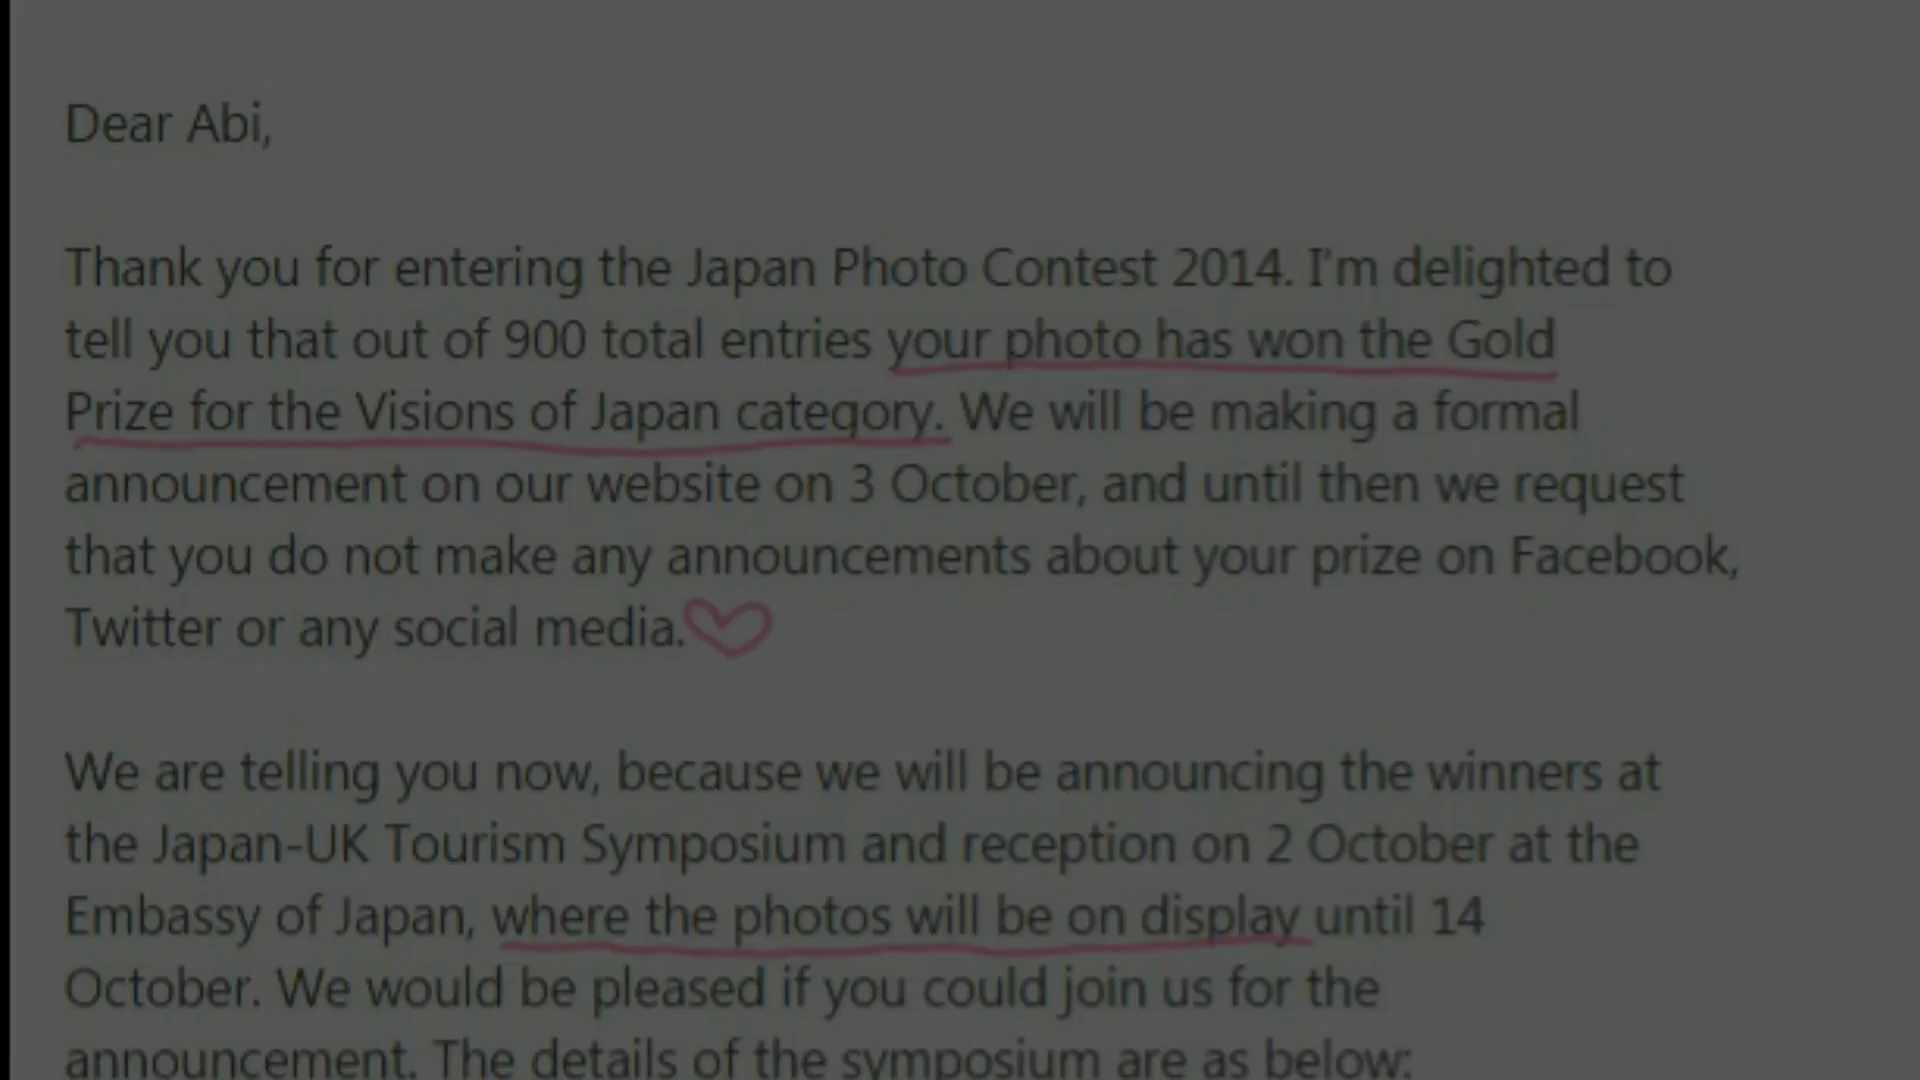 Dear Abi,
Thank you for entering the Japan Photo Contest 2014. I'm delighted to
tell you that out of 900 total entries your photo has won the Gold
Prize for the Visions of Japan category. We will be making a formal
announcement on our website on 3 October, and until then we request
that you do not make any announcements about your prize on Facebook,
Twitter or any social media.
We are telling you now, because we will be announcing the winners at
the Japan-UK Tourism Symposium and reception on 2 October at the
Embassy of Japan, where the photos will be on display until 14
October. We would be pleased if you could join us for the
announcement. The details of the symposium are as below: